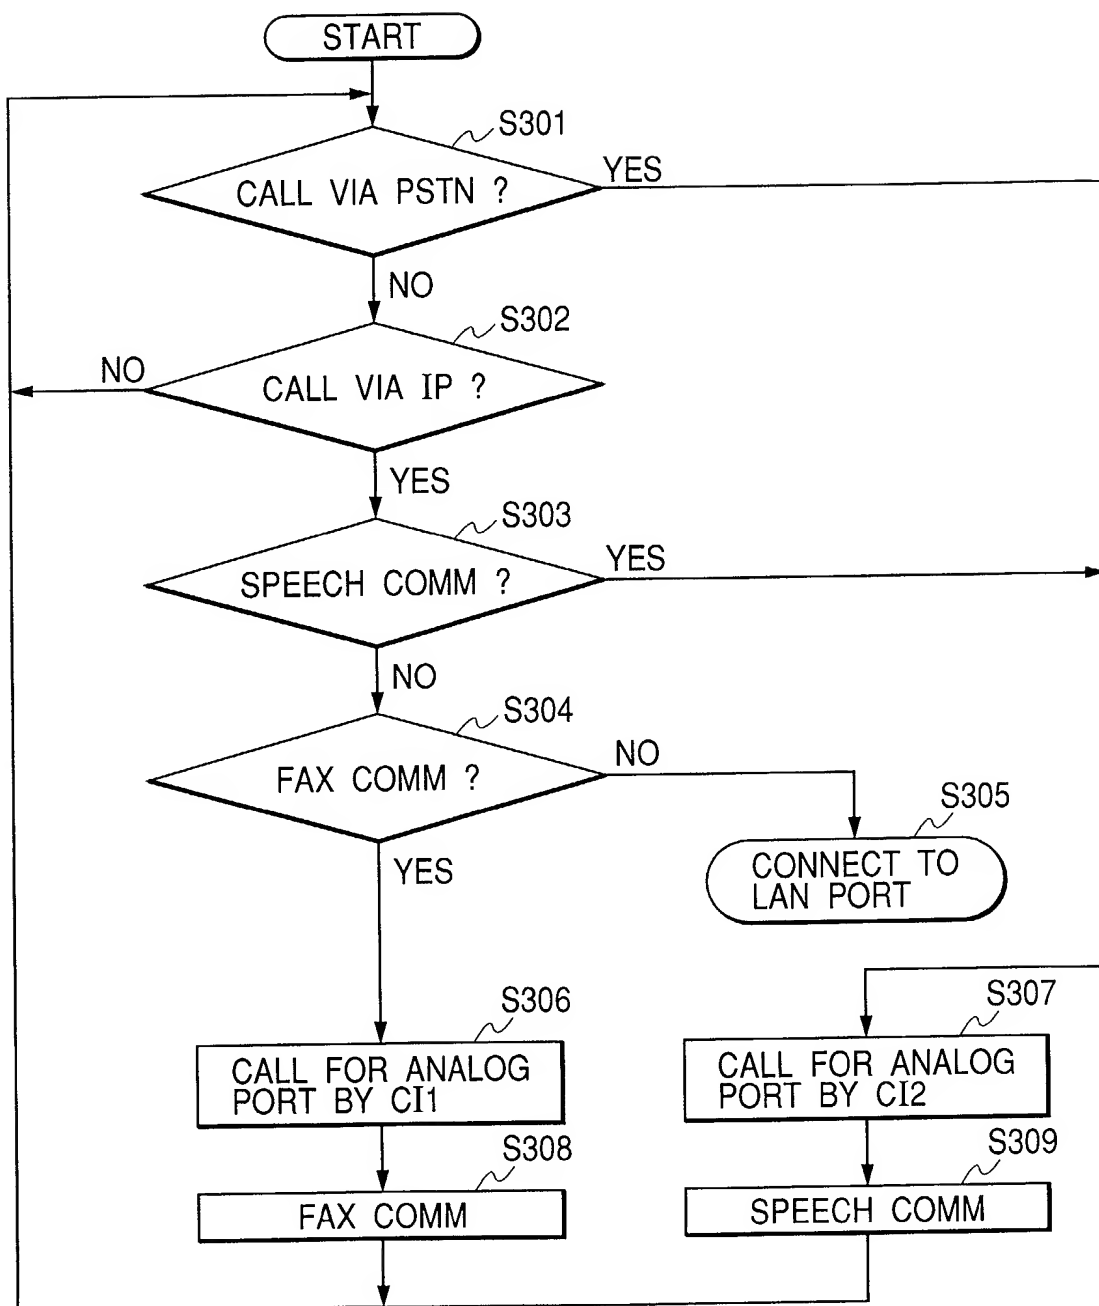 START
S301
CALL VIA PSTN ?
YES
NO
S302
CALL VIA IP ?
NO
YES
S303
SPEECH COMM ?
YES
NO
S304
FAX COMM ?
NO
YES
S305
CONNECT TO
LAN PORT
S306
CALL FOR ANALOG
PORT BY CI1
S307
CALL FOR ANALOG
PORT BY CI2
S308
FAX COMM
S309
SPEECH COMM